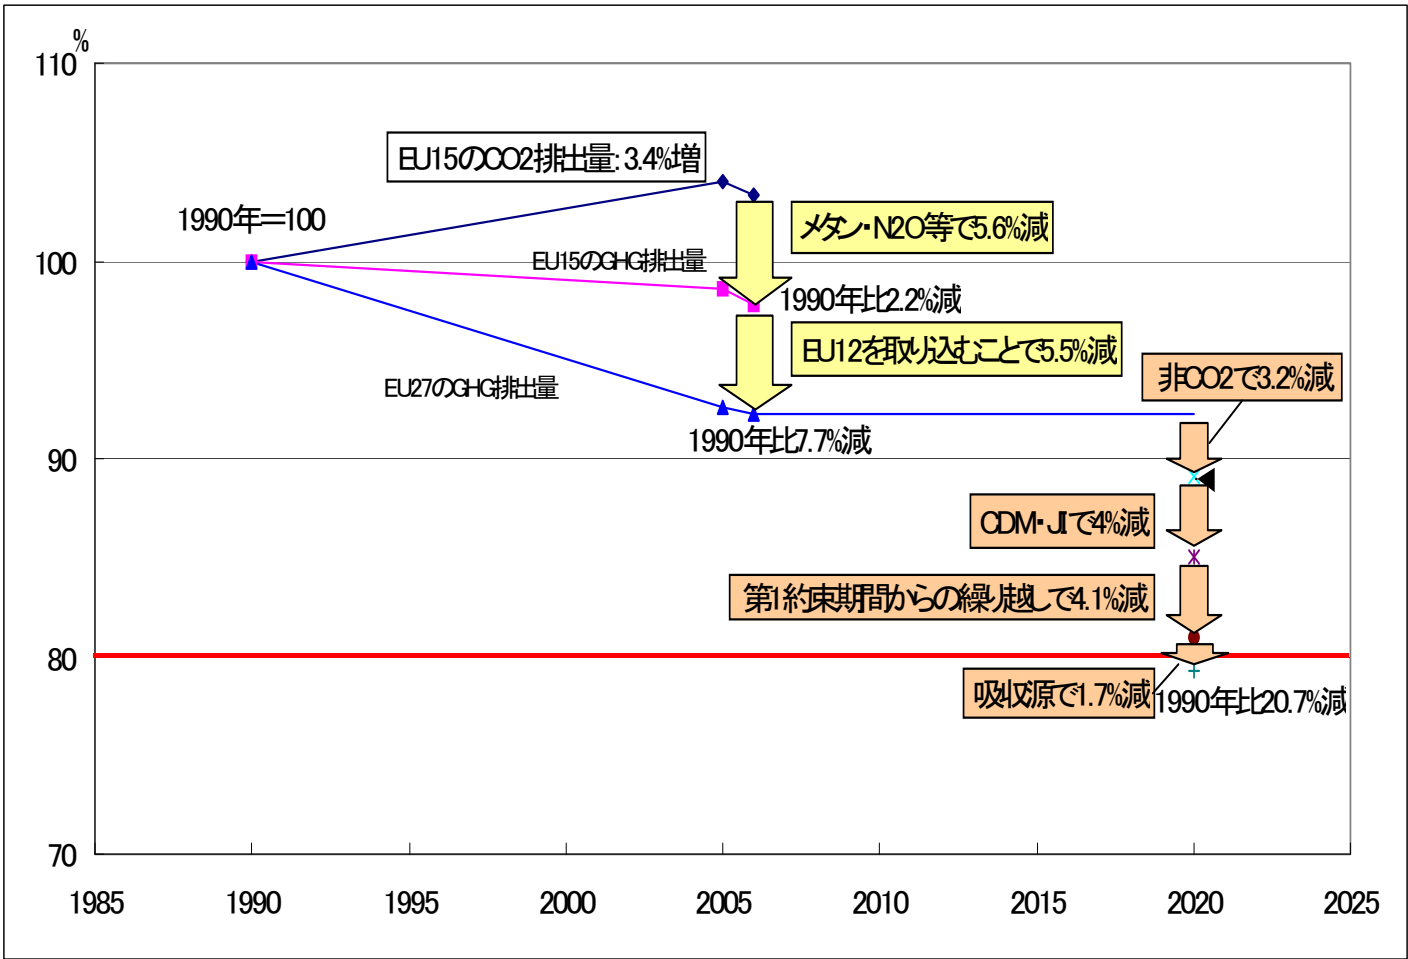 %
110
EU15のCO2排出量:3.4%増
1990年=100
メタン・N2O等で5.6%減
100
EU15のGHG排出量
1990年比2.2%減
EU12を取り込むことで5.5%減
非CO2で3.2%減
EU27のGHG排出量
1990年比7.7%減
90
CDM・JIで4%減
第1約束期間からの繰り越しで4.1%減
80
吸収源で1.7%減
1990年比20.7%減
70
1985 1990 1995 2000 2005 2010 2015 2020 2025